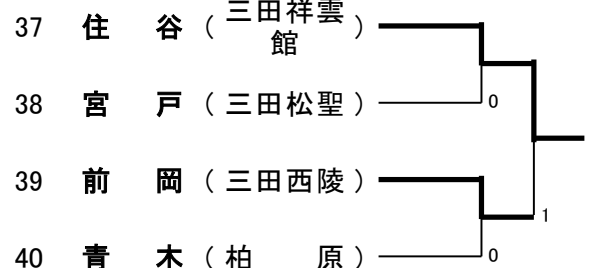 37 住 谷 ( 三田祥雲館 )
38 宮 戸 ( 三田松聖 ) 0
39 前 岡 ( 三田西陵 ) 1
40 青 木 ( 柏 原 ) 0